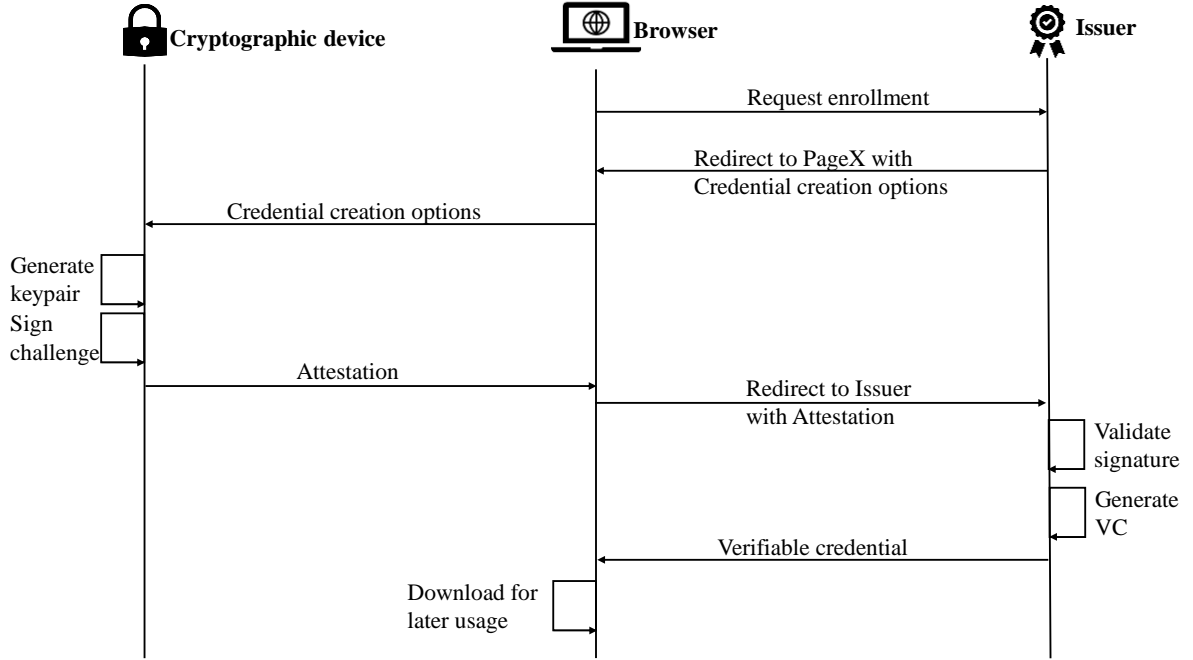 Cryptographic device
Browser
Issuer
Request enrollment
Redirect to PageX with
Credential creation options
Credential creation options
Generate
keypair
Sign
challenge
Attestation
Redirect to Issuer
with Attestation
Validate
signature
Generate
VC
Verifiable credential
Download for
later usage